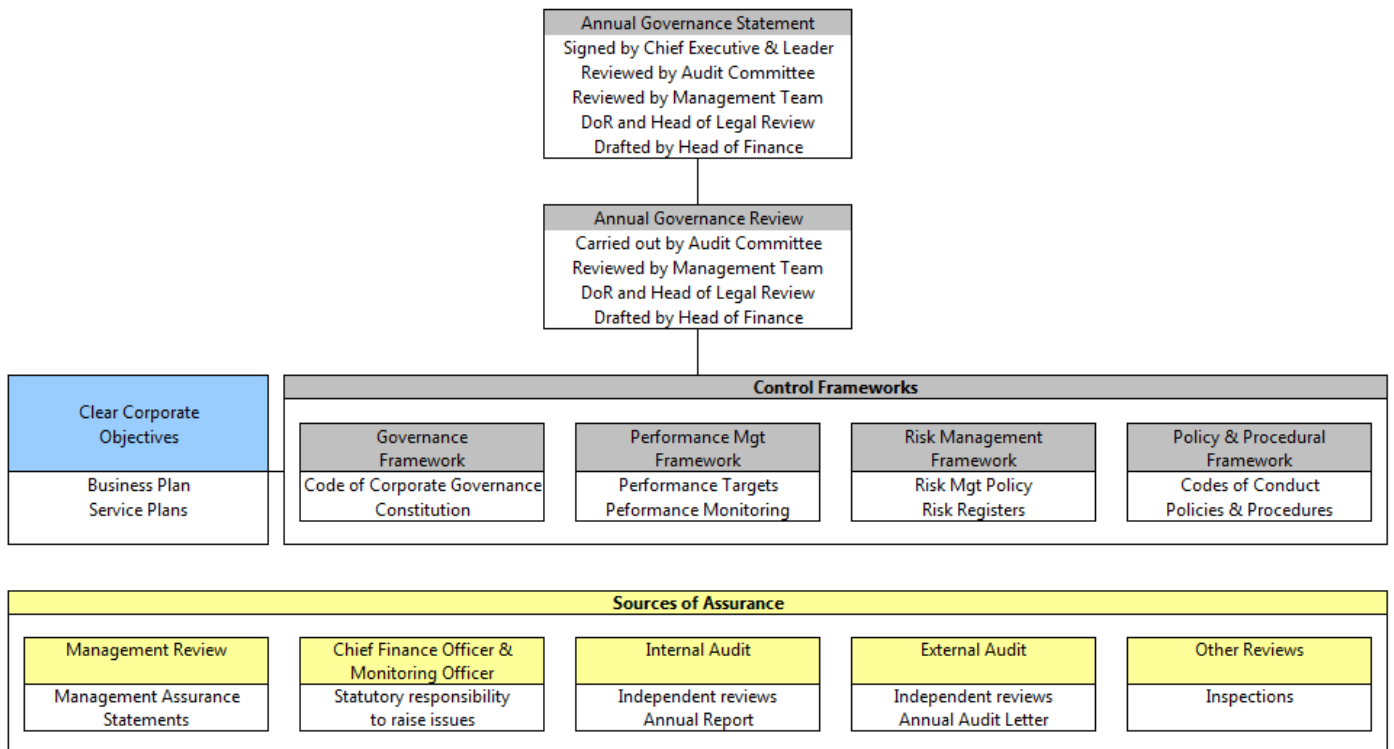 Annual Governance Statement
Signed by Chief Executive & Leader
Reviewed by Audit Committee
Reviewed by Management Team
DoR and Head of Legal Review
Drafted by Head of Finance
Annual Governance Review
Carried out by Audit Committee
Reviewed by Management Team
DoR and Head of Legal Review
Drafted by Head of Finance
Clear Corporate
Objectives
Business Plan
Service Plans
Control Frameworks
Governance
Framework
Code of Corporate Governance
Constitution
Performance Mgt
Framework
Performance Targets
Peformance Monitoring
Risk Management
Framework
Risk Mgt Policy
Risk Registers
Policy & Procedural
Framework
Codes of Conduct
Policies & Procedures
Sources of Assurance
Management Review
Management Assurance
Statements
Chief Finance Officer &
Monitoring Officer
Statutory responsibility
to raise issues
Internal Audit
Independent reviews
Annual Report
External Audit
Independent reviews
Annual Audit Letter
Other Reviews
Inspections